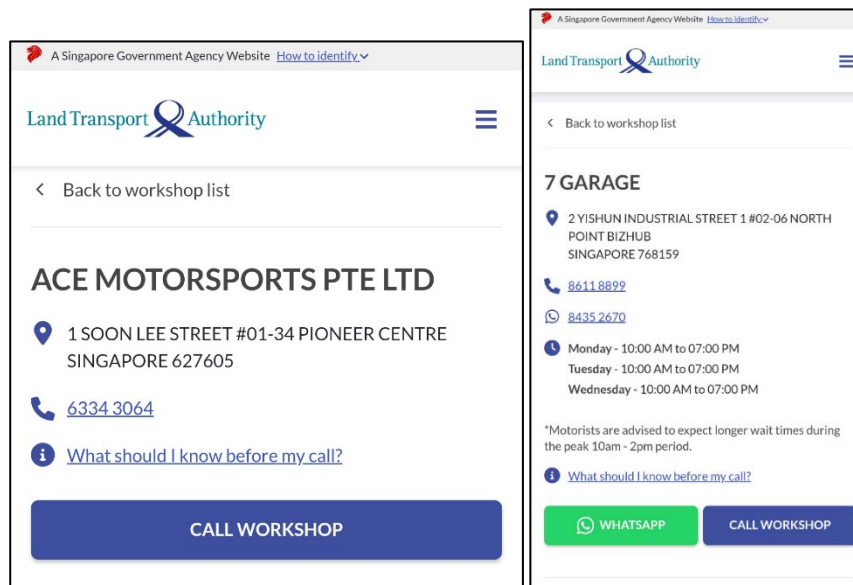 A Singapore Government Agency Website How to identify
Land Transport Authority
Back to workshop list
ACE MOTORSPORTS PTE LTD
1 SOON LEE STREET #01-34 PIONEER CENTRE
SINGAPORE 627605
6334 3064
What should I know before my call?
CALL WORKSHOP
A Singapore Government Agency Website How to identify
Land Transport Authority
Back to workshop list
7 GARAGE
2 YISHUN INDUSTRIAL STREET 1 #02-06 NORTH
POINT BIZHUB
SINGAPORE 768159
8611 8899
8435 2670
Monday - 10:00 AM to 07:00 PM
Tuesday - 10:00 AM to 07:00 PM
Wednesday - 10:00 AM to 07:00 PM
*Motorists are advised to expect longer wait times during
the peak 10am - 2pm period.
What should I know before my call?
WHATSAPP
CALL WORKSHOP